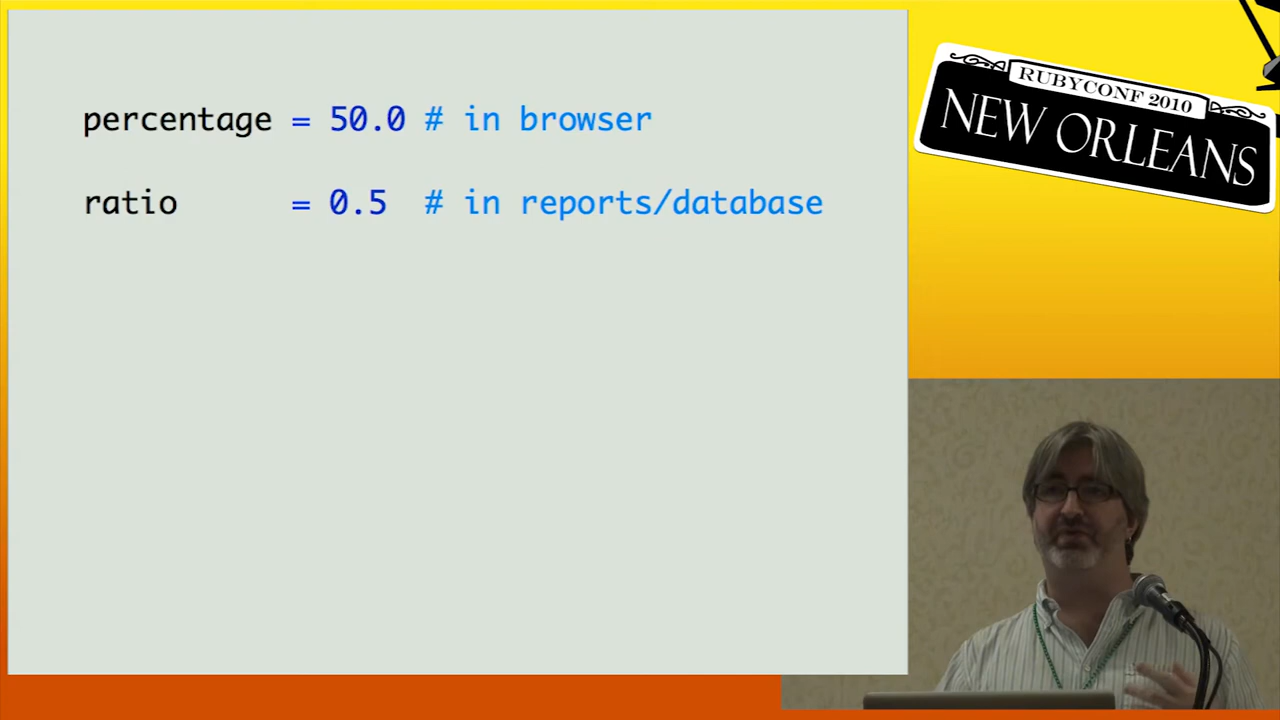 percentage = 50.0 # in browser
ratio = 0.5 # in reports/database
RUBYCONF 2010
NEW ORLEANS